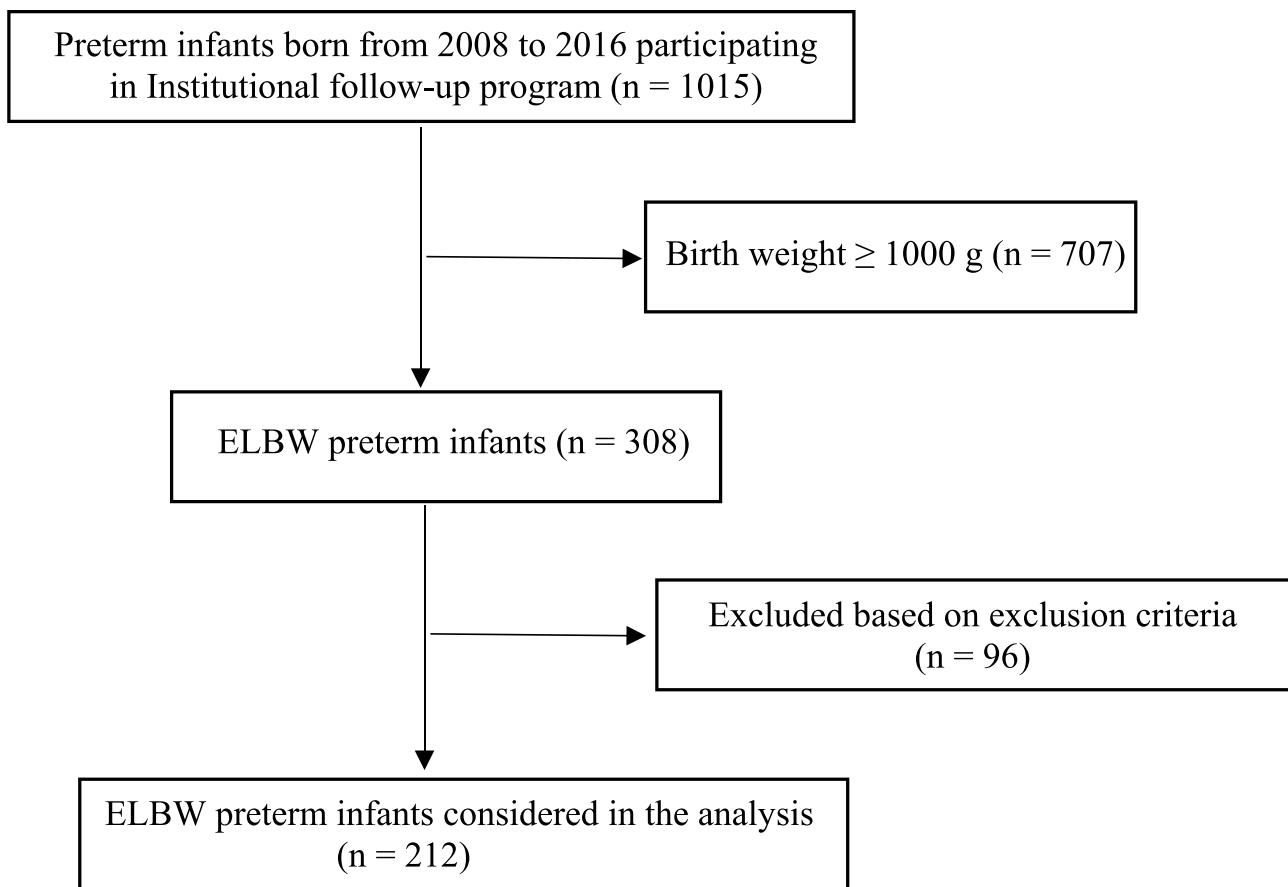 Preterm infants born from 2008 to 2016 participating
in Institutional follow-up program (n = 1015)
Birth weight ≥ 1000 g (n = 707)
ELBW preterm infants (n = 308)
Excluded based on exclusion criteria
(n = 96)
ELBW preterm infants considered in the analysis
(n = 212)